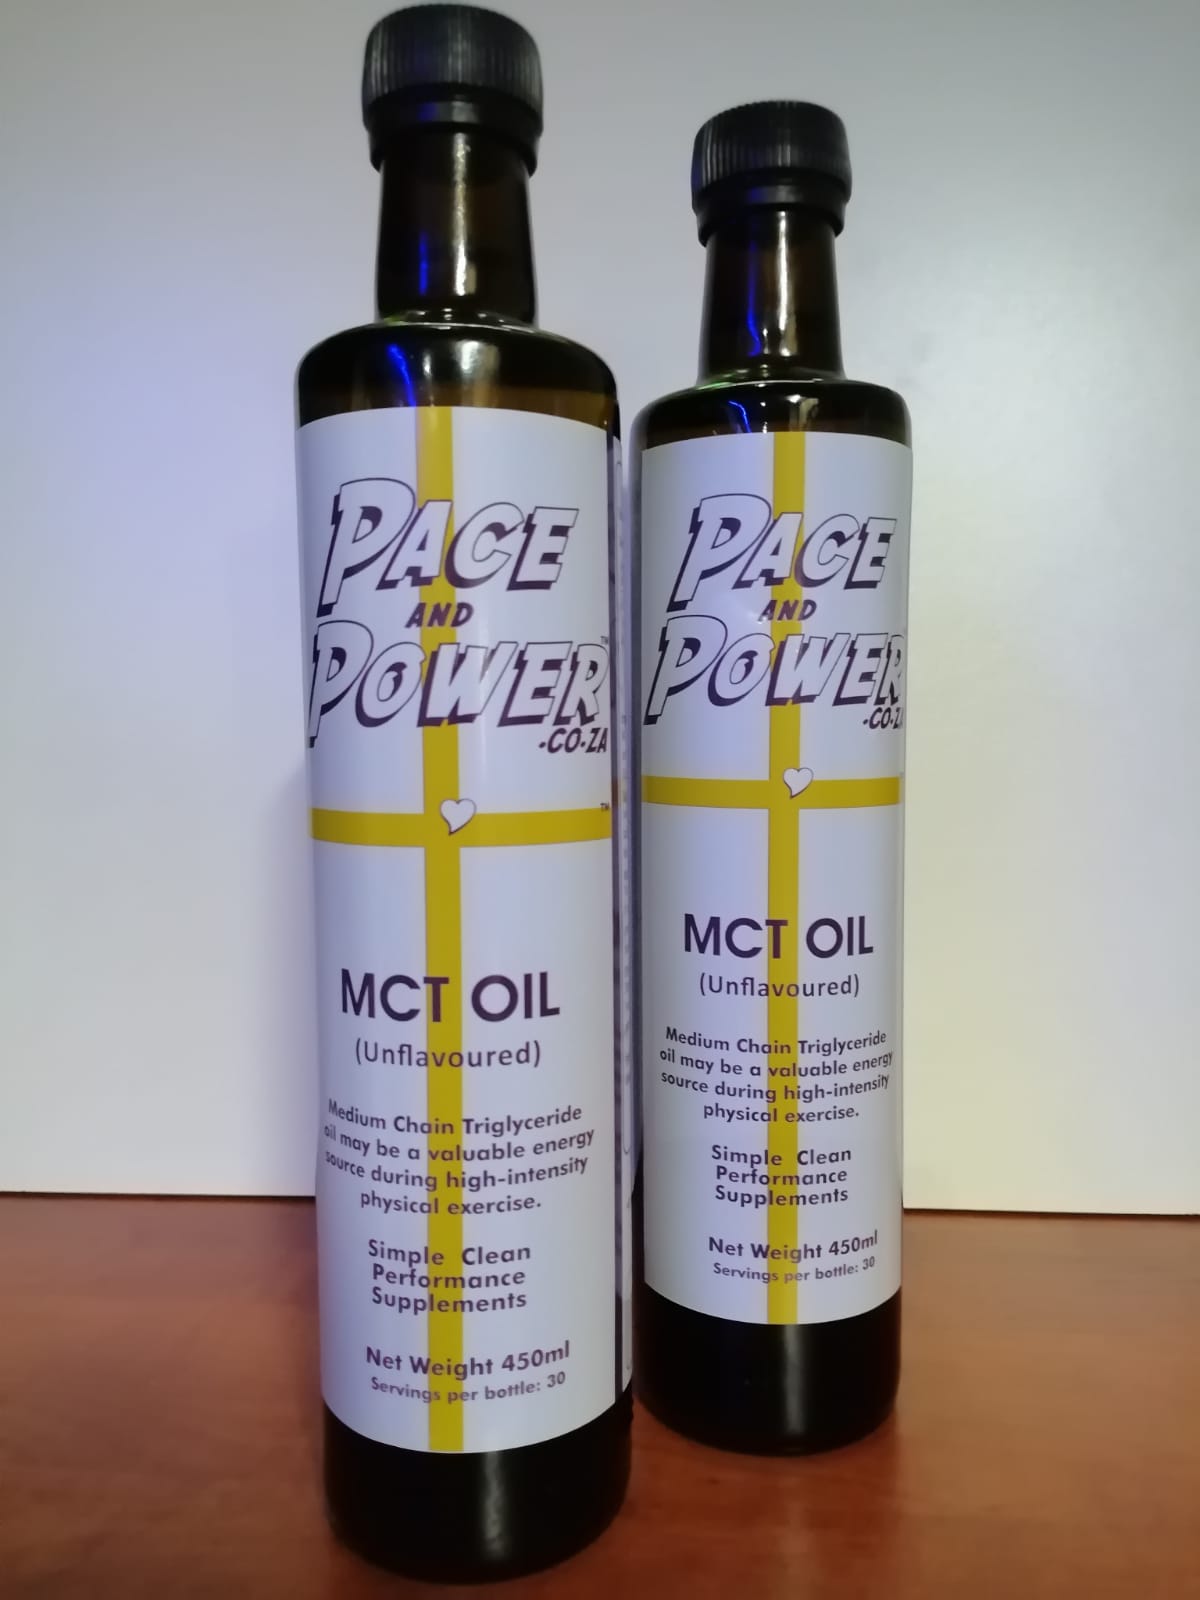 PACE
AND
POWER™
.CO.ZA
™
MCT OIL
(Unflavoured)
Medium Chain Triglyceride
oil may be a valuable energy
source during high-intensity
physical exercise.
Simple Clean
Performance
Supplements
Net Weight 450ml
Servings per bottle: 30
PACE
AND
POWER
.CO.ZA
MCT OIL
(Unflavoured)
Medium Chain Triglyceride
oil may be a valuable energy
source during high-intensity
physical exercise.
Simple Clean
Performance
Supplements
Net Weight 450ml
Servings per bottle: 30